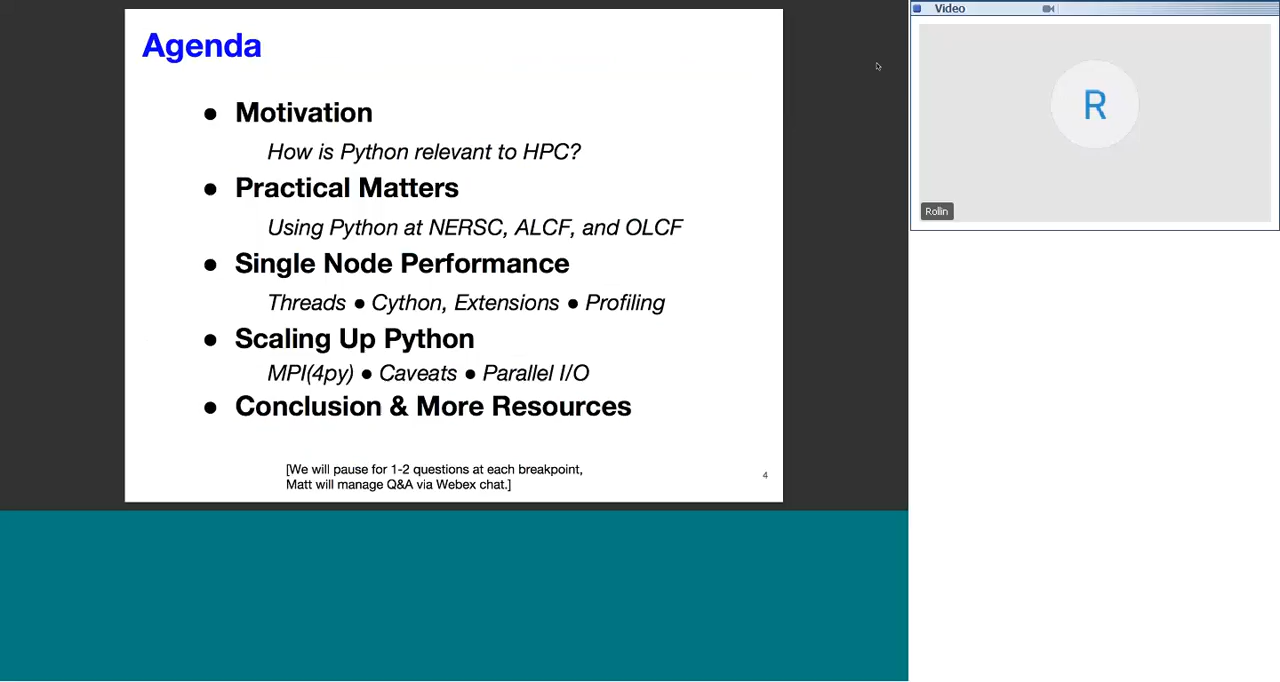 Agenda
● Motivation
How is Python relevant to HPC?
● Practical Matters
Using Python at NERSC, ALCF, and OLCF
● Single Node Performance
Threads ● Cython, Extensions ● Profiling
● Scaling Up Python
MPI(4py) ● Caveats ● Parallel I/O
● Conclusion & More Resources
[We will pause for 1-2 questions at each breakpoint,
Matt will manage Q&A via Webex chat.]
4
Video
R
Rolin